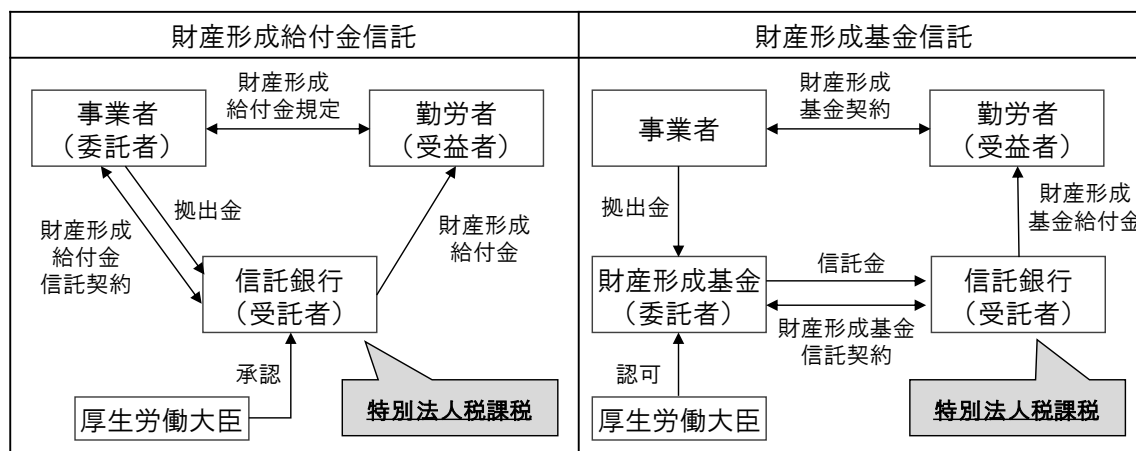 財産形成給付金信託
財産形成
給付金規定
事業者
（委託者）
勤労者
（受益者）
拠出金
財産形成
給付金
信託契約
財産形成
給付金
信託銀行
（受託者）
承認
厚生労働大臣
特別法人税課税
財産形成基金信託
財産形成
基金契約
事業者
勤労者
（受益者）
拠出金
財産形成
基金給付金
財産形成基金
（委託者）
信託金
信託銀行
（受託者）
財産形成基金
信託契約
認可
厚生労働大臣
特別法人税課税